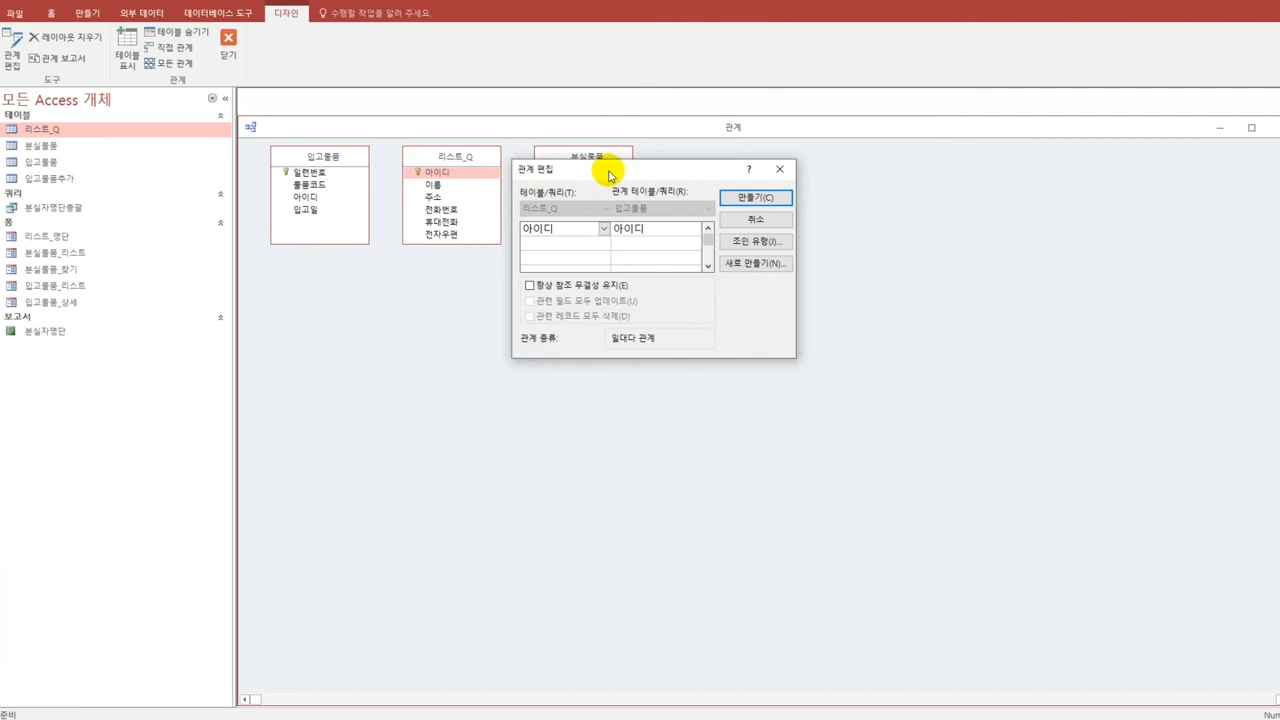 파일 홈 만들기 외부 데이터 데이터베이스 도구 디자인 수행할 작업을 알려 주세요.
관계 편집
레이아웃 지우기
관계 보고서
도구
테이블 표시
테이블 숨기기
직접 관계
모든 관계
관계
닫기
모든 Access 개체
테이블
리스트_Q
분실물품
입고물품
입고물품추가
쿼리
분실자명단총괄
폼
리스트_명단
분실물품_리스트
분실물품_찾기
입고물품_리스트
입고물품_상세
보고서
분실자명단
관계
입고물품
일련번호
물품코드
아이디
입고일
리스트_Q
아이디
이름
주소
전화번호
휴대전화
전자우편
분실물품
관계 편집
테이블/쿼리(T): 관계 테이블/쿼리(R):
리스트_Q 입고물품
아이디 아이디
항상 참조 무결성 유지(E)
관련 필드 모두 업데이트(U)
관련 레코드 모두 삭제(D)
관계 종류: 일대다 관계
만들기(C)
취소
조인 유형(J)...
새로 만들기(N)...
준비
Num